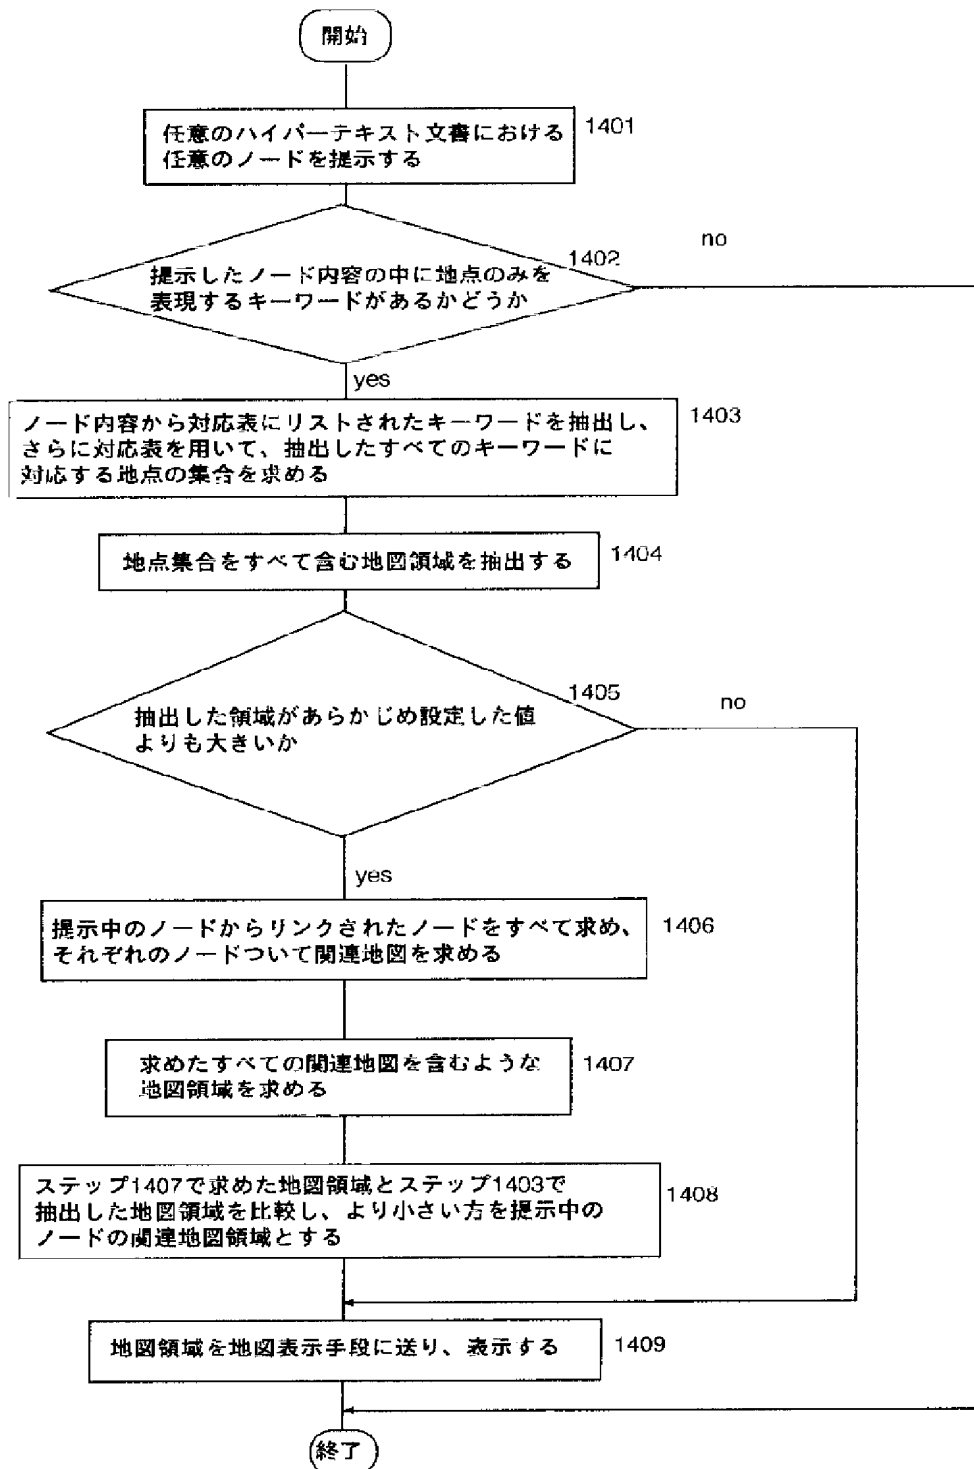 開始
任意のハイパーテキスト文書における
任意のノードを提示する
1401
no
1402
提示したノード内容の中に地点のみを
表現するキーワードがあるかどうか
yes
ノード内容から対応表にリストされたキーワードを抽出し、
さらに対応表を用いて、抽出したすべてのキーワードに
対応する地点の集合を求める
1403
地点集合をすべて含む地図領域を抽出する
1404
1405
no
抽出した領域があらかじめ設定した値
よりも大きいか
yes
提示中のノードからリンクされたノードをすべて求め、
それぞれのノードついて関連地図を求める
1406
求めたすべての関連地図を含むような
地図領域を求める
1407
ステップ1407で求めた地図領域とステップ1403で
抽出した地図領域を比較し、より小さい方を提示中の
ノードの関連地図領域とする
1408
地図領域を地図表示手段に送り、表示する
1409
終了